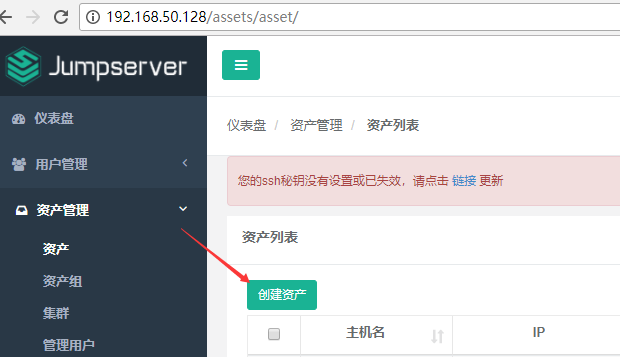 192.168.50.128/assets/asset/
Jumpserver
仪表盘
用户管理
资产管理
资产
资产组
集群
管理用户
仪表盘 / 资产管理 / 资产列表
您的ssh秘钥没有设置或已失效，请点击 链接 更新
资产列表
创建资产
主机名 IP